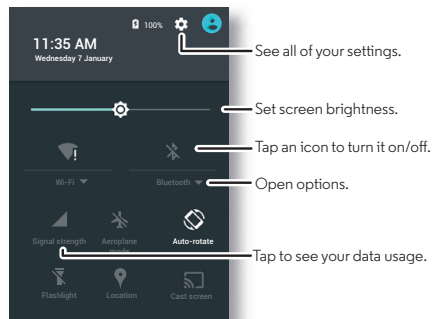 100%
11:35 AM
Wednesday 7 January
See all of your settings.
Set screen brightness.
Tap an icon to turn it on/off.
Wi-Fi
Bluetooth
Open options.
Signal strength
Aeroplane
mode
Auto-rotate
Tap to see your data usage.
Flashlight
Location
Cast screen